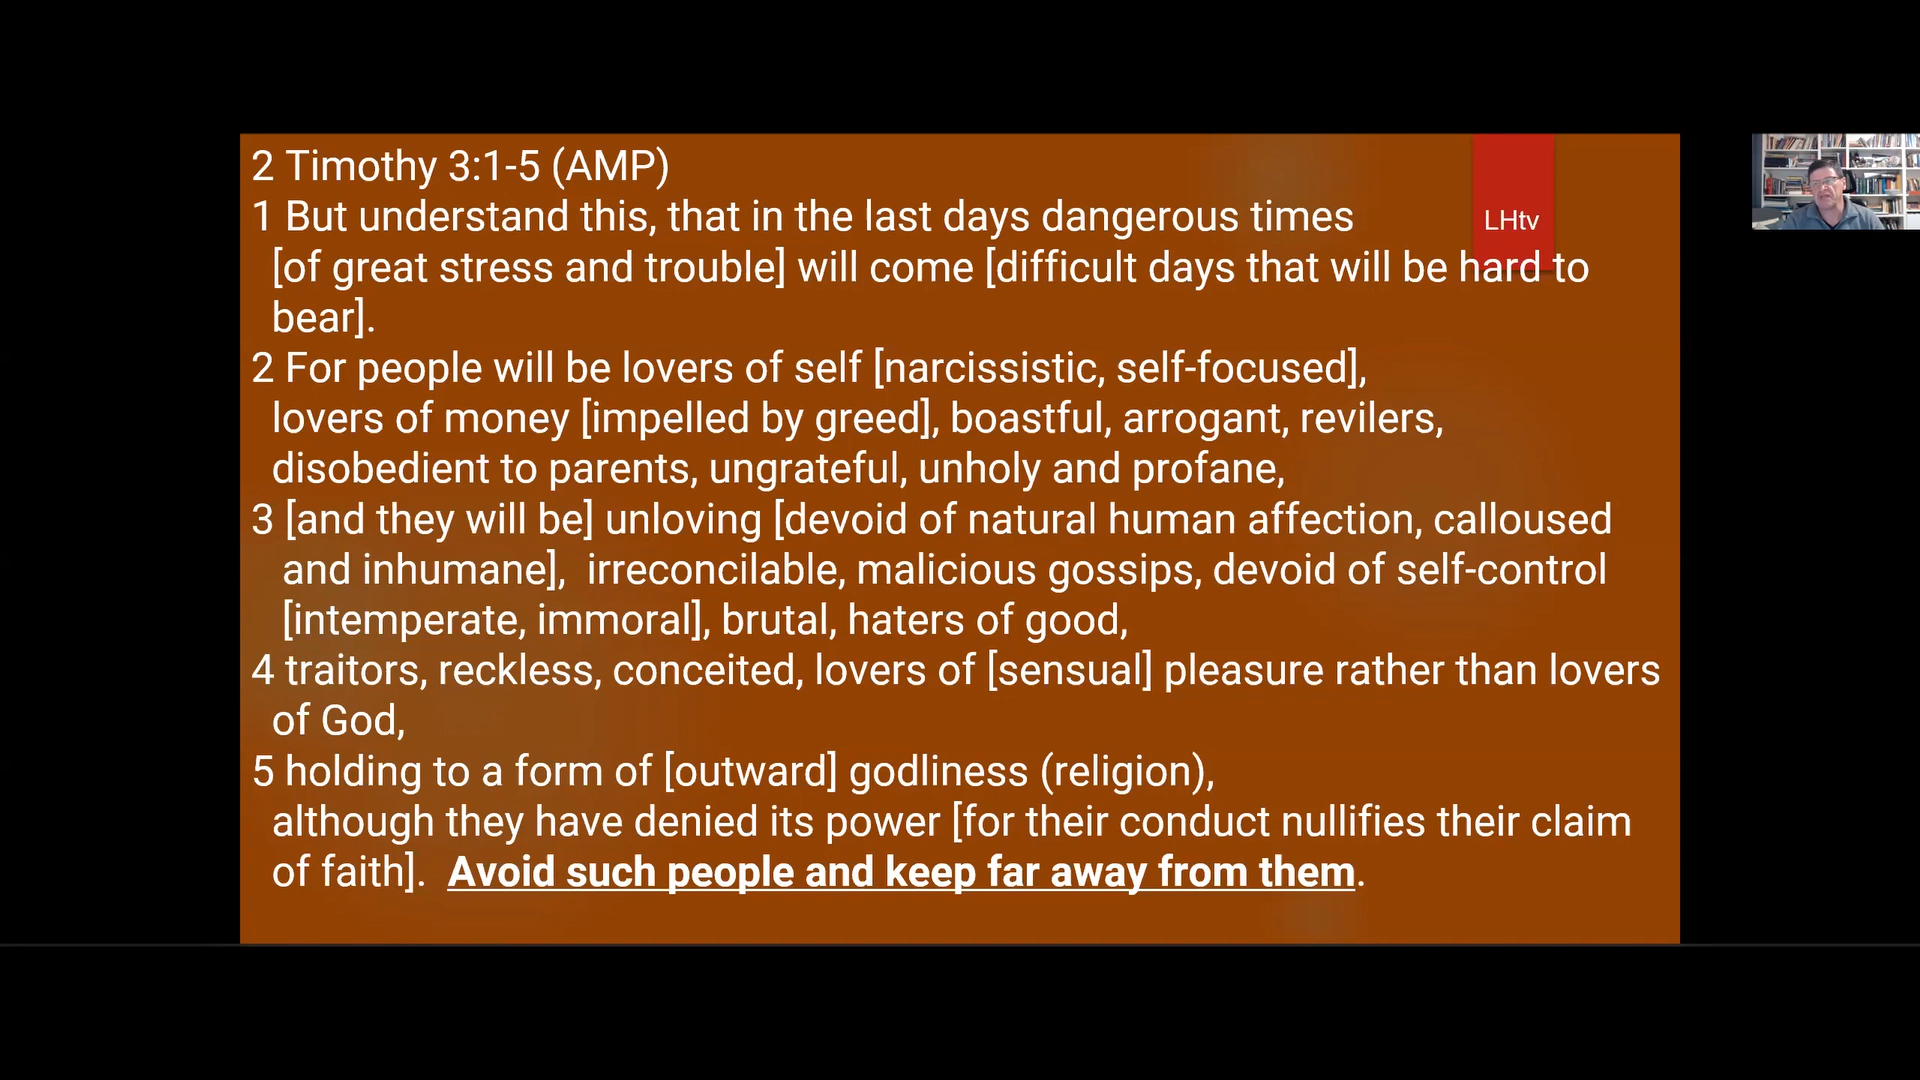 2 Timothy 3:1-5 (AMP)
1 But understand this, that in the last days dangerous times
[of great stress and trouble] will come [difficult days that will be hard to
bear].
2 For people will be lovers of self [narcissistic, self-focused],
lovers of money [impelled by greed], boastful, arrogant, revilers,
disobedient to parents, ungrateful, unholy and profane,
3 [and they will be] unloving [devoid of natural human affection, calloused
and inhumane],  irreconcilable, malicious gossips, devoid of self-control
[intemperate, immoral], brutal, haters of good,
4 traitors, reckless, conceited, lovers of [sensual] pleasure rather than lovers
of God,
5 holding to a form of [outward] godliness (religion),
although they have denied its power [for their conduct nullifies their claim
of faith].  Avoid such people and keep far away from them.
LHtv